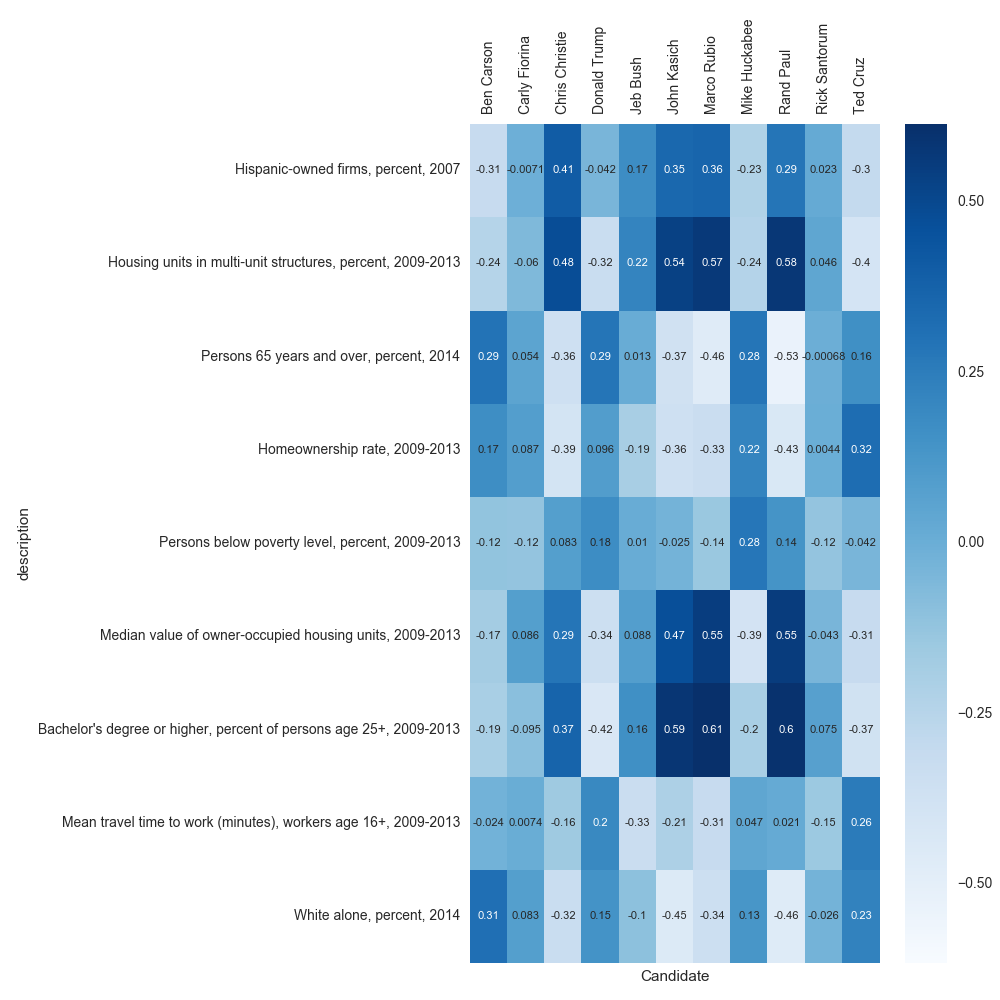 Ben Carson
Carly Fiorina
Chris Christie
Donald Trump
Jeb Bush
John Kasich
Marco Rubio
Mike Huckabee
Rand Paul
Rick Santorum
Ted Cruz
Hispanic-owned firms, percent, 2007 -0.31 -0.0071 0.41 -0.042 0.17 0.35 0.36 -0.23 0.29 0.023 -0.3
0.50
Housing units in multi-unit structures, percent, 2009-2013 -0.24 -0.06 0.48 -0.32 0.22 0.54 0.57 -0.24 0.58 0.046 -0.4
Persons 65 years and over, percent, 2014 0.29 0.054 -0.36 0.29 0.013 -0.37 -0.46 0.28 -0.53 -0.00068 0.16
0.25
Homeownership rate, 2009-2013 0.17 0.087 -0.39 0.096 -0.19 -0.36 -0.33 0.22 -0.43 0.0044 0.32
description
Persons below poverty level, percent, 2009-2013 -0.12 -0.12 0.083 0.18 0.01 -0.025 -0.14 0.28 0.14 -0.12 -0.042
0.00
Median value of owner-occupied housing units, 2009-2013 -0.17 0.086 0.29 -0.34 0.088 0.47 0.55 -0.39 0.55 -0.043 -0.31
−0.25
Bachelor's degree or higher, percent of persons age 25+, 2009-2013 -0.19 -0.095 0.37 -0.42 0.16 0.59 0.61 -0.2 0.6 0.075 -0.37
Mean travel time to work (minutes), workers age 16+, 2009-2013 -0.024 0.0074 -0.16 0.2 -0.33 -0.21 -0.31 0.047 0.021 -0.15 0.26
−0.50
White alone, percent, 2014 0.31 0.083 -0.32 0.15 -0.1 -0.45 -0.34 0.13 -0.46 -0.026 0.23
Candidate